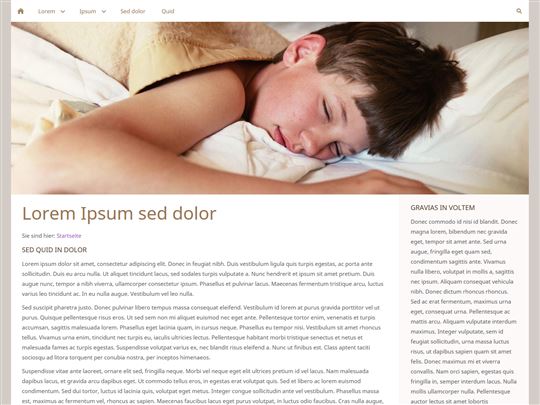 Lorem Ipsum Sed dolor Quid
Lorem Ipsum sed dolor
Sie sind hier: Startseite
SED QUID IN DOLOR
Lorem ipsum dolor sit amet, consectetur adipiscing elit. Donec in feugiat nibh. Duis vestibulum ligula quis turpis egestas, ac porta ante
sollicitudin. Duis eu arcu nulla. Ut aliquet tincidunt lacus, sed sodales turpis vulputate a. Nunc hendrerit et ipsum sit amet pretium. Duis
augue nunc, tempor a nibh viverra, ullamcorper consectetur ipsum. Phasellus et pulvinar lacus. Maecenas fermentum tristique arcu, luctus
varius leo tincidunt ac. In eu nulla augue. Vestibulum vel leo nulla.
Sed suscipit pharetra justo. Donec pulvinar libero tempus massa consequat eleifend. Vestibulum id lorem at purus gravida porttitor vel ut
purus. Quisque pellentesque risus eros. Ut sed sem non mi aliquet euismod nec eget ante. Pellentesque tortor enim, venenatis et turpis
accumsan, sagittis malesuada lorem. Phasellus eget lacinia quam, in cursus neque. Phasellus eu tempor nisi. Vestibulum sit amet rhoncus
tellus. Vivamus urna enim, tincidunt nec turpis eu, iaculis ultricies lectus. Pellentesque habitant morbi tristique senectus et netus et
malesuada fames ac turpis egestas. Suspendisse volutpat varius ex, nec blandit risus eleifend a. Nunc ut finibus est. Class aptent taciti
sociosqu ad litora torquent per conubia nostra, per inceptos himenaeos.
Suspendisse vitae ante laoreet, ornare elit sed, fringilla neque. Morbi vel neque eget elit ultrices pretium id vel lacus. Nam malesuada
dapibus lacus, et gravida arcu dapibus eget. Ut commodo tellus eros, in egestas erat volutpat quis. Sed et libero ac lorem euismod
condimentum. Sed dui tortor, luctus id lacinia quis, volutpat eget metus. Integer congue sollicitudin ante vel vestibulum. Phasellus massa
est, maximus ac fermentum vel, rhoncus ac sapien. Maecenas faucibus lacus eget purus volutpat, in luctus odio faucibus. Cras nulla augue,
GRAVIAS IN VOLTEM
Donec commodo id nisi id blandit. Donec
magna lorem, bibendum nec gravida
eget, tempor sit amet ante. Sed urna
augue, fringilla eget quam sed,
condimentum sagittis ante. Vivamus
nulla libero, volutpat in mollis a, sagittis
nec ipsum. Aliquam consequat vehicula
nibh. Donec dictum rhoncus rhoncus.
Sed ac erat fermentum, maximus urna
eget, consequat urna. Pellentesque ac
mattis arcu. Aliquam vulputate interdum
maximus. Integer vulputate, sem id
feugiat sollicitudin, urna massa luctus
risus, ut dapibus sapien quam sit amet
felis. Donec maximus mi et viverra
convallis. Nam orci sapien, egestas quis
fringilla in, semper interdum lacus. Nulla
mollis ullamcorper nulla. Vestibulum
auctor lectus sit amet lobortis